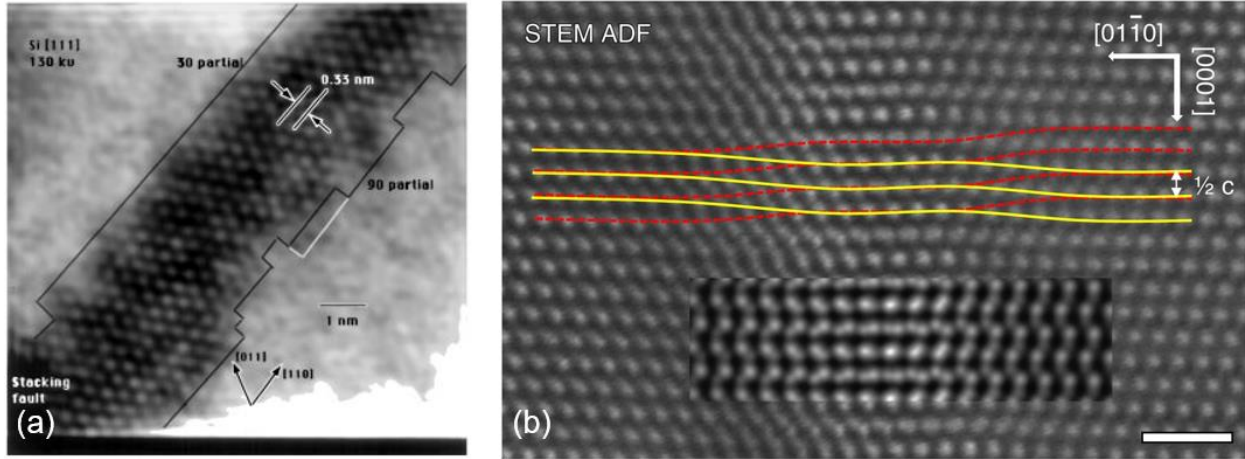 Si [111]
130 kv
30 partial
0.33 nm
90 partial
1 nm
[011]
[110]
Stacking
fault
(a)
STEM ADF
[011̄0]
[0001]
½ c
(b)